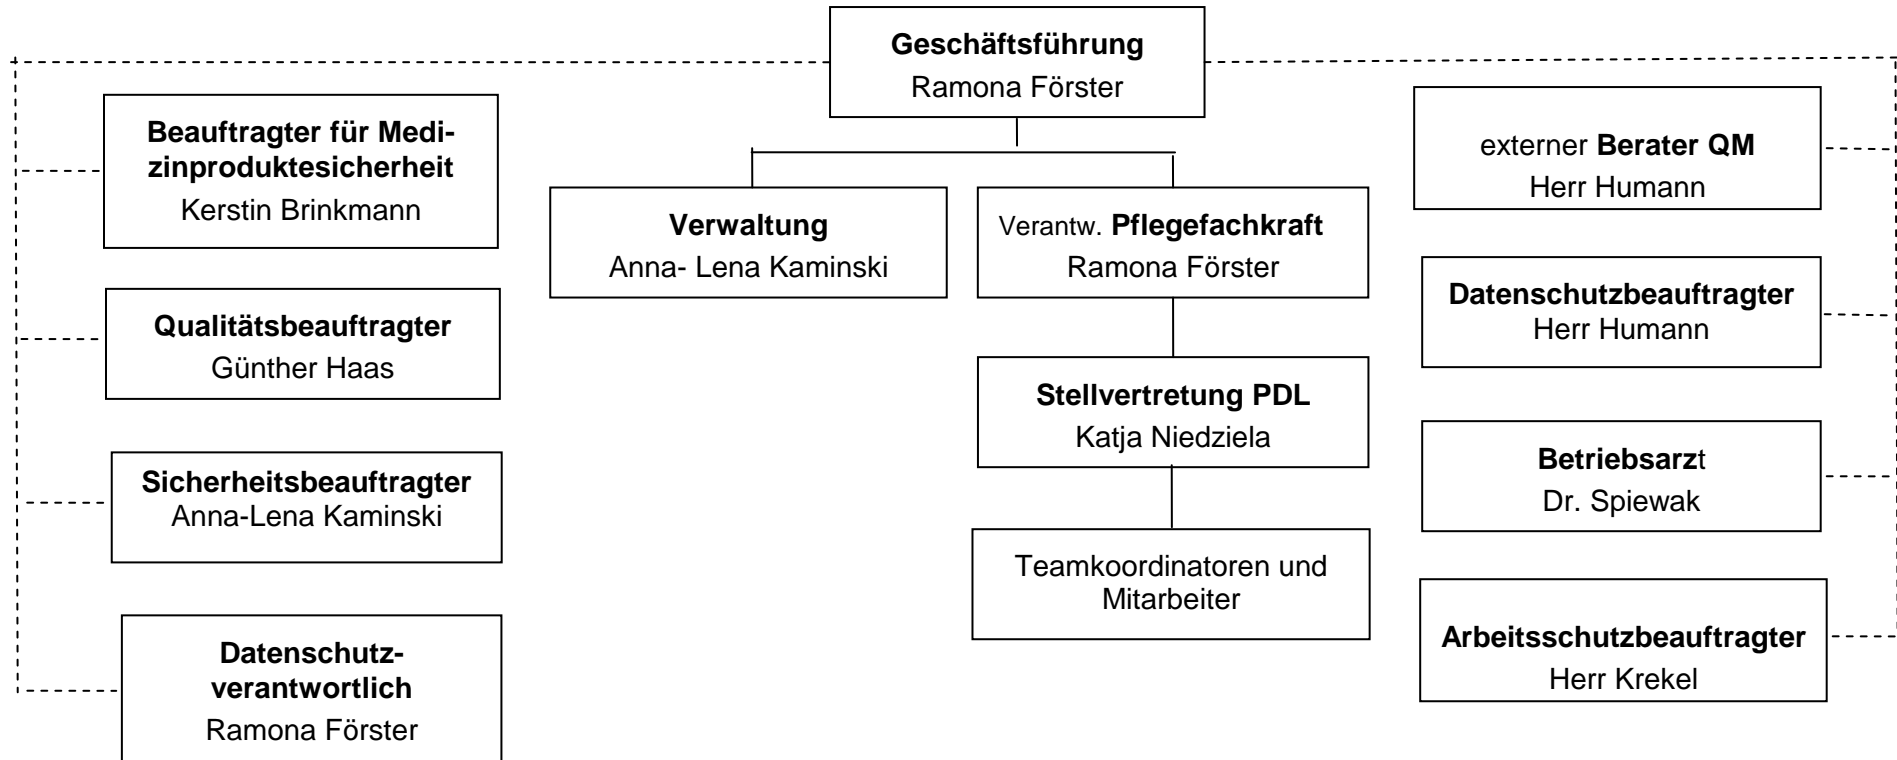 Geschäftsführung
Ramona Förster
Beauftragter für Medi-
zinproduktesicherheit
Kerstin Brinkmann
Qualitätsbeauftragter
Günther Haas
Sicherheitsbeauftragter
Anna-Lena Kaminski
Datenschutz-
verantwortlich
Ramona Förster
Verwaltung
Anna- Lena Kaminski
Verantw. Pflegefachkraft
Ramona Förster
Stellvertretung PDL
Katja Niedziela
Teamkoordinatoren und
Mitarbeiter
externer Berater QM
Herr Humann
Datenschutzbeauftragter
Herr Humann
Betriebsarzt
Dr. Spiewak
Arbeitsschutzbeauftragter
Herr Krekel